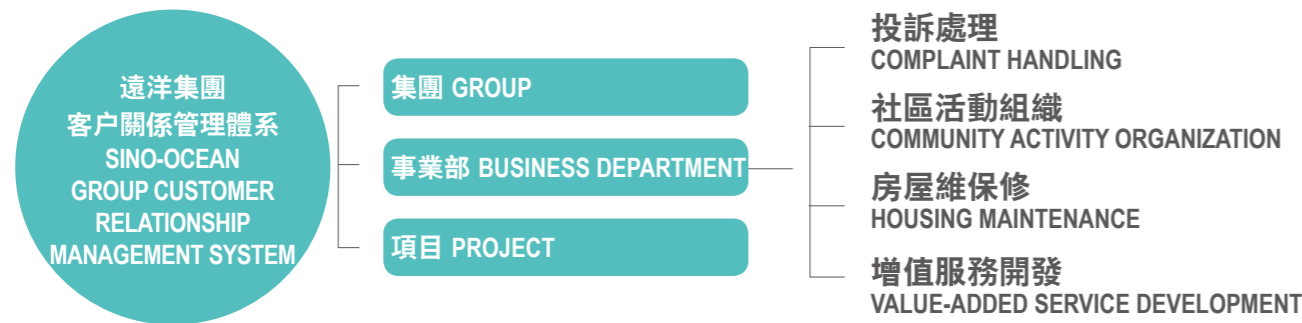 遠洋集團
客户關係管理體系
SINO-OCEAN
GROUP CUSTOMER
RELATIONSHIP
MANAGEMENT SYSTEM
集團 GROUP
事業部 BUSINESS DEPARTMENT
項目 PROJECT
投訴處理
COMPLAINT HANDLING
社區活動組織
COMMUNITY ACTIVITY ORGANIZATION
房屋維保修
HOUSING MAINTENANCE
增值服務開發
VALUE-ADDED SERVICE DEVELOPMENT